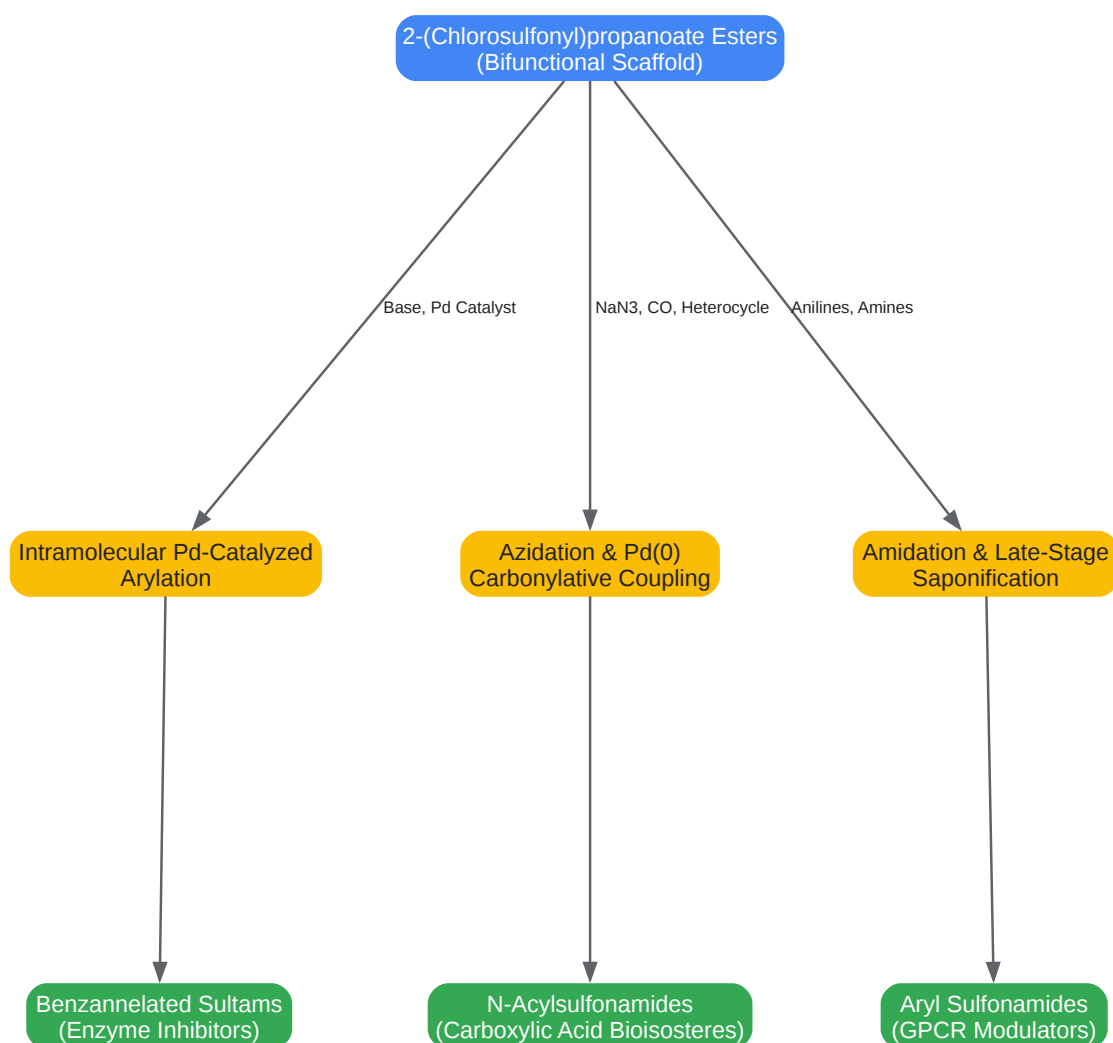 2-(Chlorosulfonyl)propanoate Esters
(Bifunctional Scaffold)
Base, Pd Catalyst
NaN3, CO, Heterocycle
Anilines, Amines
Intramolecular Pd-Catalyzed
Arylation
Azidation & Pd(0)
Carbonylative Coupling
Amidation & Late-Stage
Saponification
Benzannelated Sultams
(Enzyme Inhibitors)
N-Acylsulfonamides
(Carboxylic Acid Bioisosteres)
Aryl Sulfonamides
(GPCR Modulators)